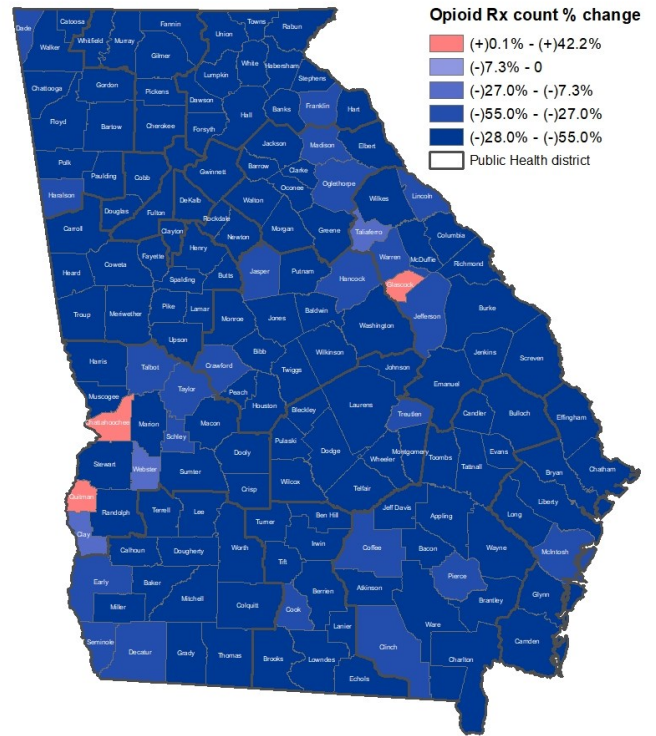 Opioid Rx count % change
(+)0.1% - (+)42.2%
(-)7.3% - 0
(-)27.0% - (-)7.3%
(-)55.0% - (-)27.0%
(-)28.0% - (-)55.0%
Public Health district
Dade
Catoosa
Walker
Whitfield
Murray
Fannin
Gilmer
Union
Towns
Rabun
White
Habersham
Lumpkin
Stephens
Chattooga
Gordon
Pickens
Dawson
Hall
Banks
Franklin
Hart
Floyd
Bartow
Cherokee
Forsyth
Jackson
Madison
Elbert
Polk
Paulding
Cobb
Gwinnett
Barrow
Clarke
Oconee
Oglethorpe
Haralson
Douglas
Fulton
DeKalb
Rockdale
Walton
Wilkes
Lincoln
Carroll
Clayton
Henry
Newton
Morgan
Greene
Taliaferro
Columbia
Heard
Coweta
Fayette
Spalding
Butts
Jasper
Putnam
Hancock
Warren
McDuffie
Richmond
Glascock
Troup
Meriwether
Pike
Lamar
Monroe
Jones
Baldwin
Washington
Jefferson
Burke
Upson
Bibb
Wilkinson
Jenkins
Screven
Harris
Talbot
Crawford
Twiggs
Johnson
Emanuel
Muscogee
Taylor
Peach
Houston
Bleckley
Laurens
Treutlen
Candler
Bulloch
Effingham
Marion
Macon
Schley
Pulaski
Dodge
Wheeler
Montgomery
Toombs
Tattnall
Evans
Bryan
Chatham
Stewart
Webster
Sumter
Dooly
Crisp
Wilcox
Telfair
Quitman
Randolph
Terrell
Lee
Turner
Ben Hill
Jeff Davis
Appling
Long
Liberty
Clay
Calhoun
Dougherty
Worth
Irwin
Coffee
Bacon
Wayne
McIntosh
Early
Baker
Mitchell
Tift
Berrien
Atkinson
Pierce
Brantley
Glynn
Miller
Colquitt
Cook
Lanier
Ware
Seminole
Decatur
Grady
Thomas
Brooks
Lowndes
Echols
Clinch
Charlton
Camden